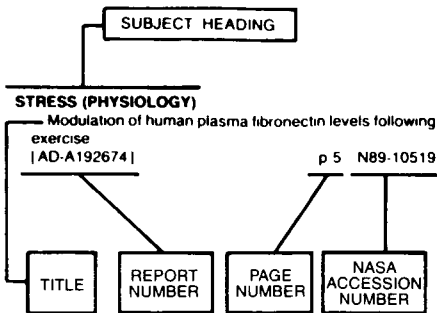 SUBJECT HEADING
STRESS (PHYSIOLOGY)
Modulation of human plasma fibronectin levels following
exercise
[AD-A192674] p 5 N89-10519
TITLE
REPORT
NUMBER
PAGE
NUMBER
NASA
ACCESSION
NUMBER